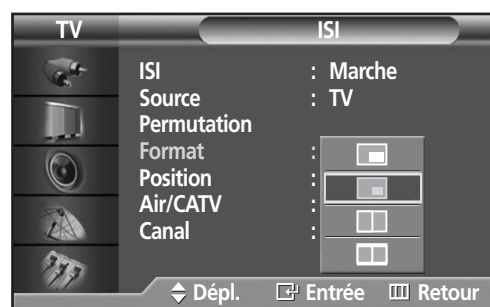 TV ISI
ISI : Marche
Source : TV
Permutation
Format :
Position :
Air/CATV :
Canal :
Dépl. Entrée Retour